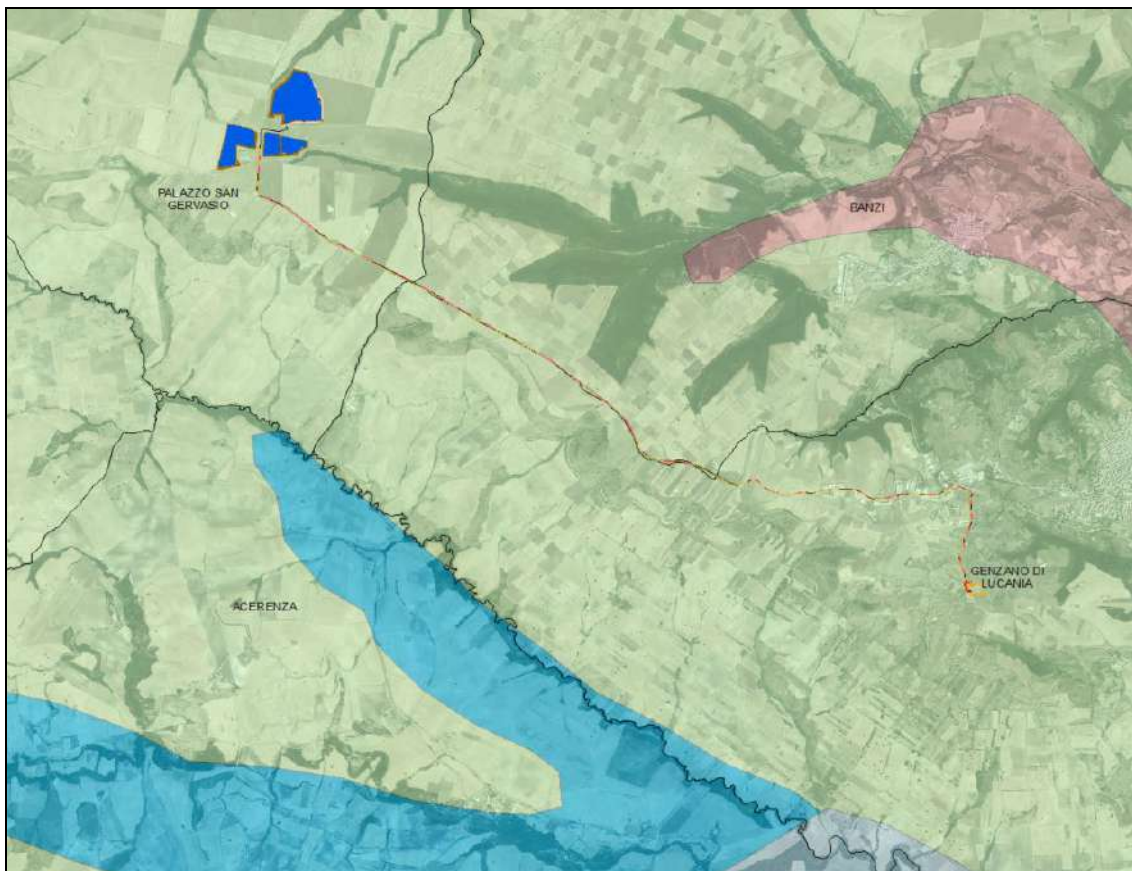 PALAZZO SAN
GERVASIO
BANZI
GENZANO DI
LUCANIA
ACERENZA